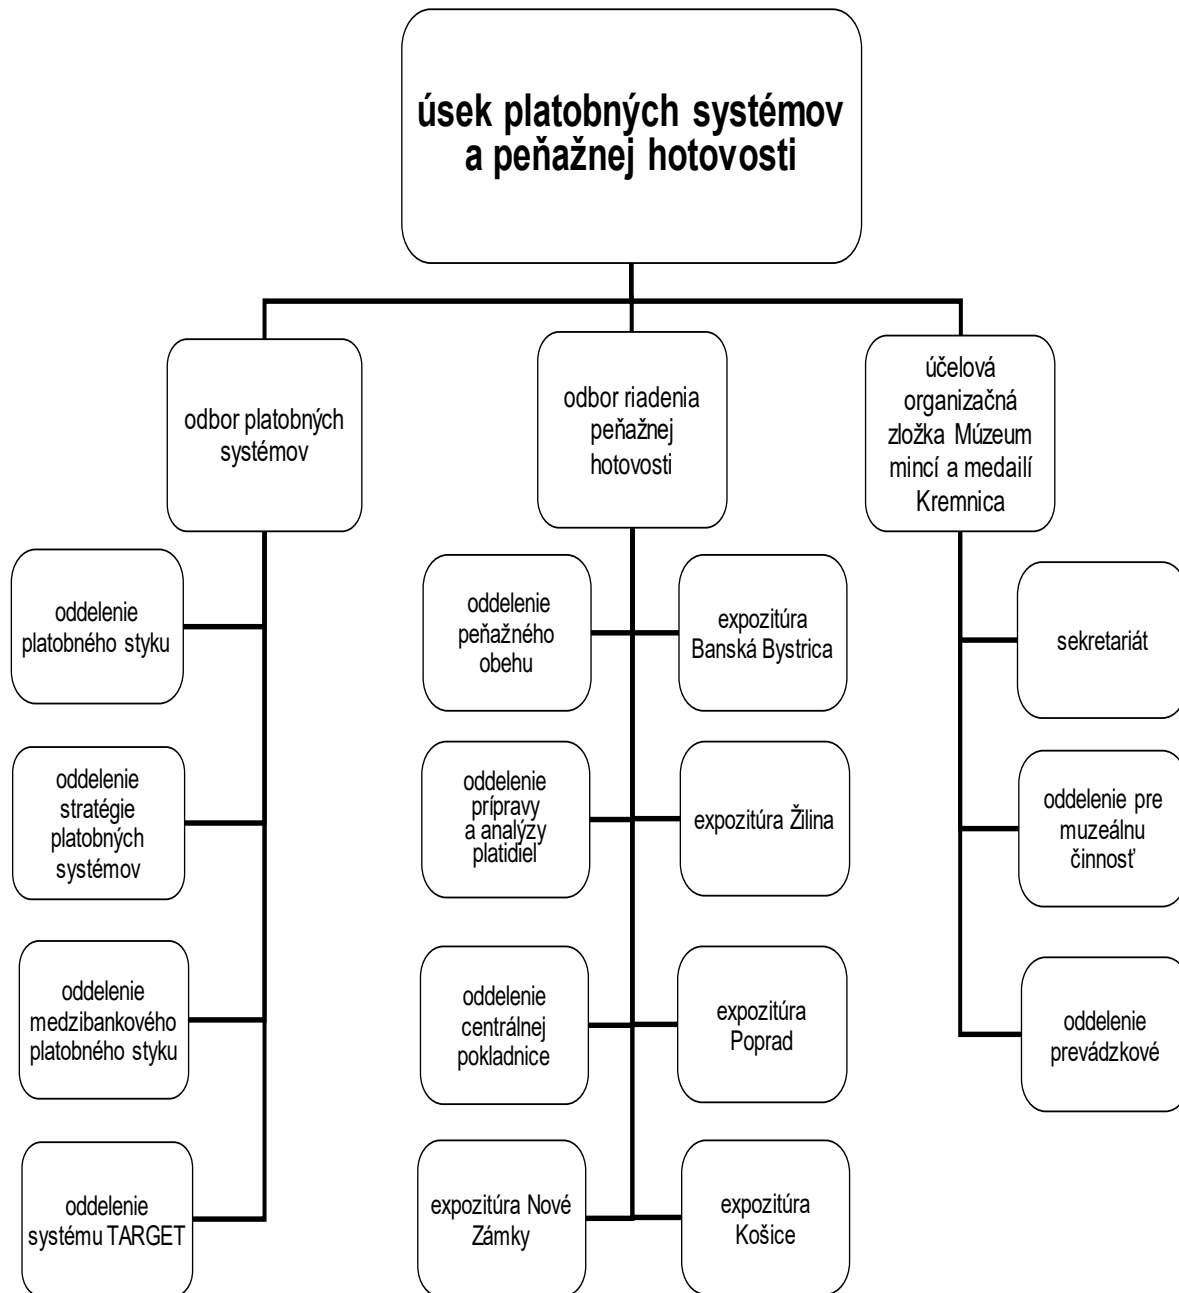 úsek platobných systémov
a peňažnej hotovosti
odbor platobných
systémov
odbor riadenia
peňažnej
hotovosti
účelová
organizačná
zložka Múzeum
mincí a medailí
Kremnica
oddelenie
platobného styku
oddelenie
stratégie
platobných
systémov
oddelenie
medzibankového
platobného styku
oddelenie
systému TARGET
oddelenie
peňažného
obehu
oddelenie
prípravy
a analýzy
platidiel
oddelenie
centrálnej
pokladnice
expozitúra Nové
Zámky
expozitúra
Banská Bystrica
expozitúra Žilina
expozitúra
Poprad
expozitúra
Košice
sekretariát
oddelenie pre
muzeálnu
činnosť
oddelenie
prevádzkové